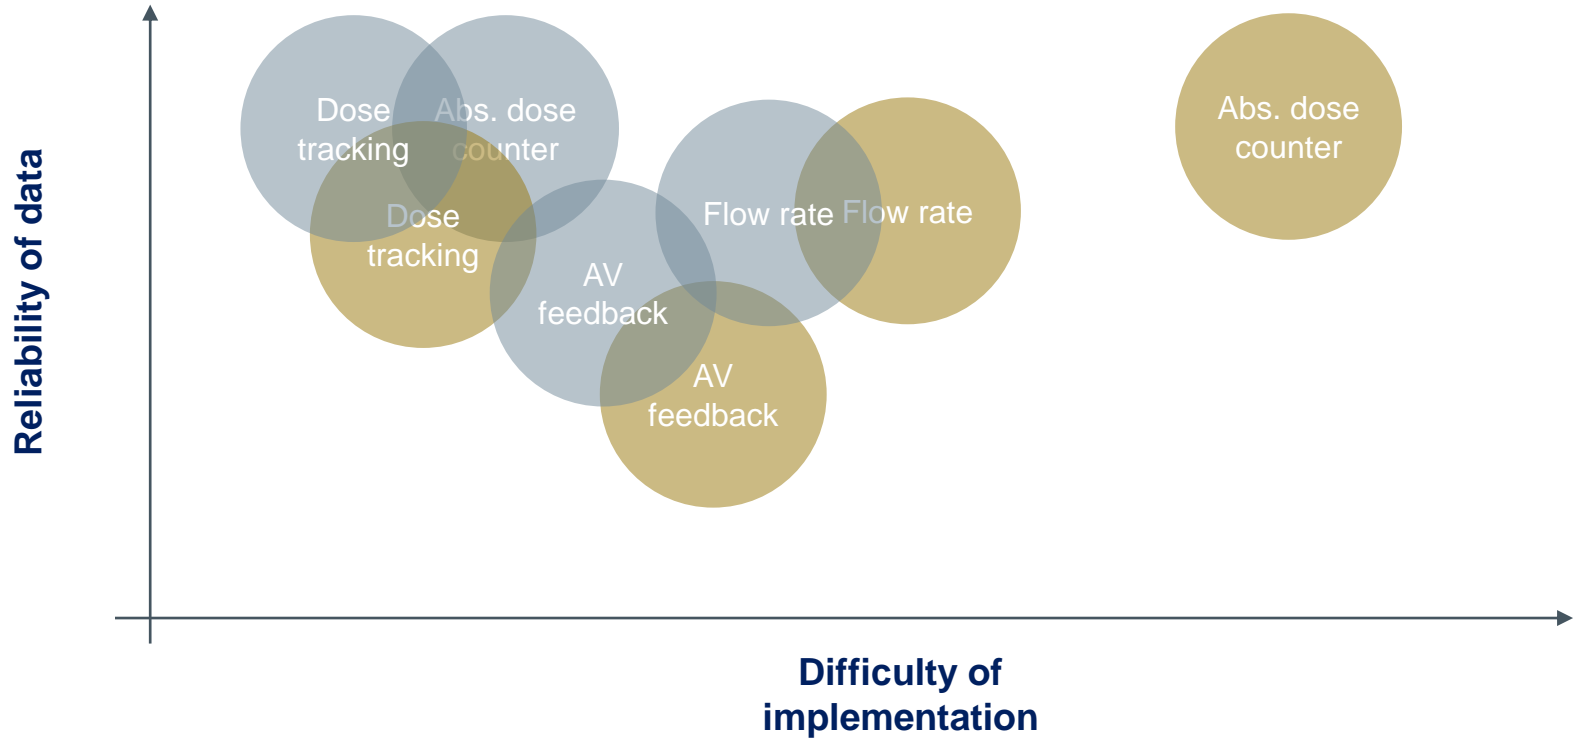 Reliability of data
Dose
tracking
Abs. dose
counter
Dose
tracking
AV
feedback
AV
feedback
Flow rate
Flow rate
Abs. dose
counter
Difficulty of
implementation